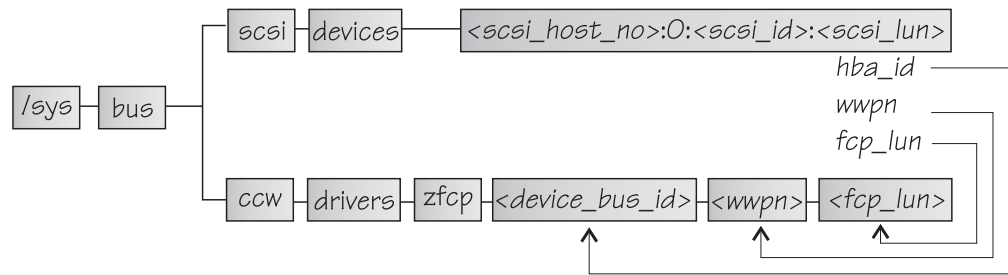 scsi devices <scsi_host_no>:0:<scsi_id>:<scsi_lun>
hba_id
/sys bus
wwpn
fcp_lun
ccw drivers zfcp <device_bus_id> <wwpn> <fcp_lun>